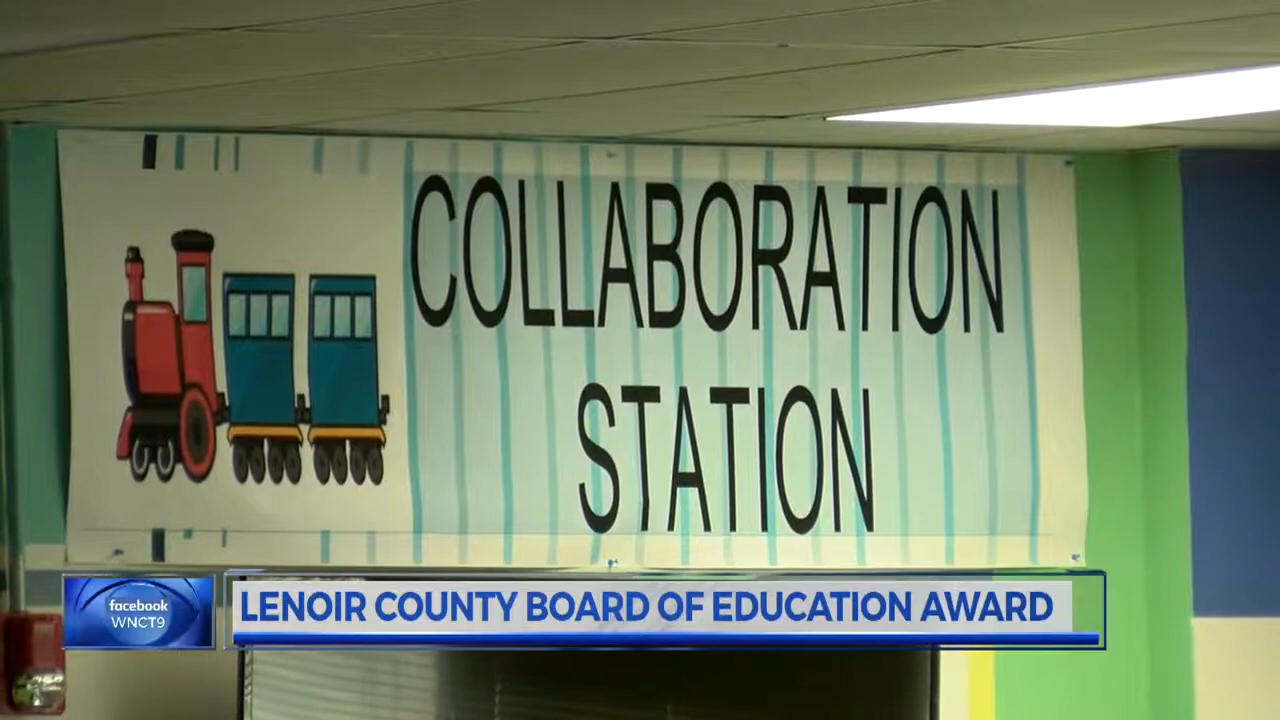 COLLABORATION
STATION
facebook
WNCT9
LENOIR COUNTY BOARD OF EDUCATION AWARD